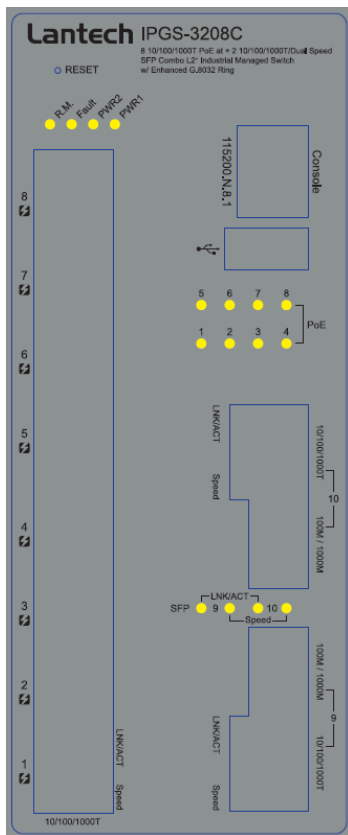 Lantech IPGS-3208C
8 10/100/1000T PoE at + 2 10/100/1000T/Dual Speed
SFP Combo L2+ Industrial Managed Switch
w/ Enhanced G.8032 Ring
RESET
R.M.
Fault
PWR2
PWR1
115200,N,8,1
Console
5 6 7 8
1 2 3 4
PoE
8
7
6
5
4
3
2
1
LNK/ACT
Speed
10/100/1000T
LNK/ACT
Speed
10/100/1000T
100M / 1000M
10
LNK/ACT
SFP 9 10
Speed
LNK/ACT
Speed
100M / 1000M
10/100/1000T
9